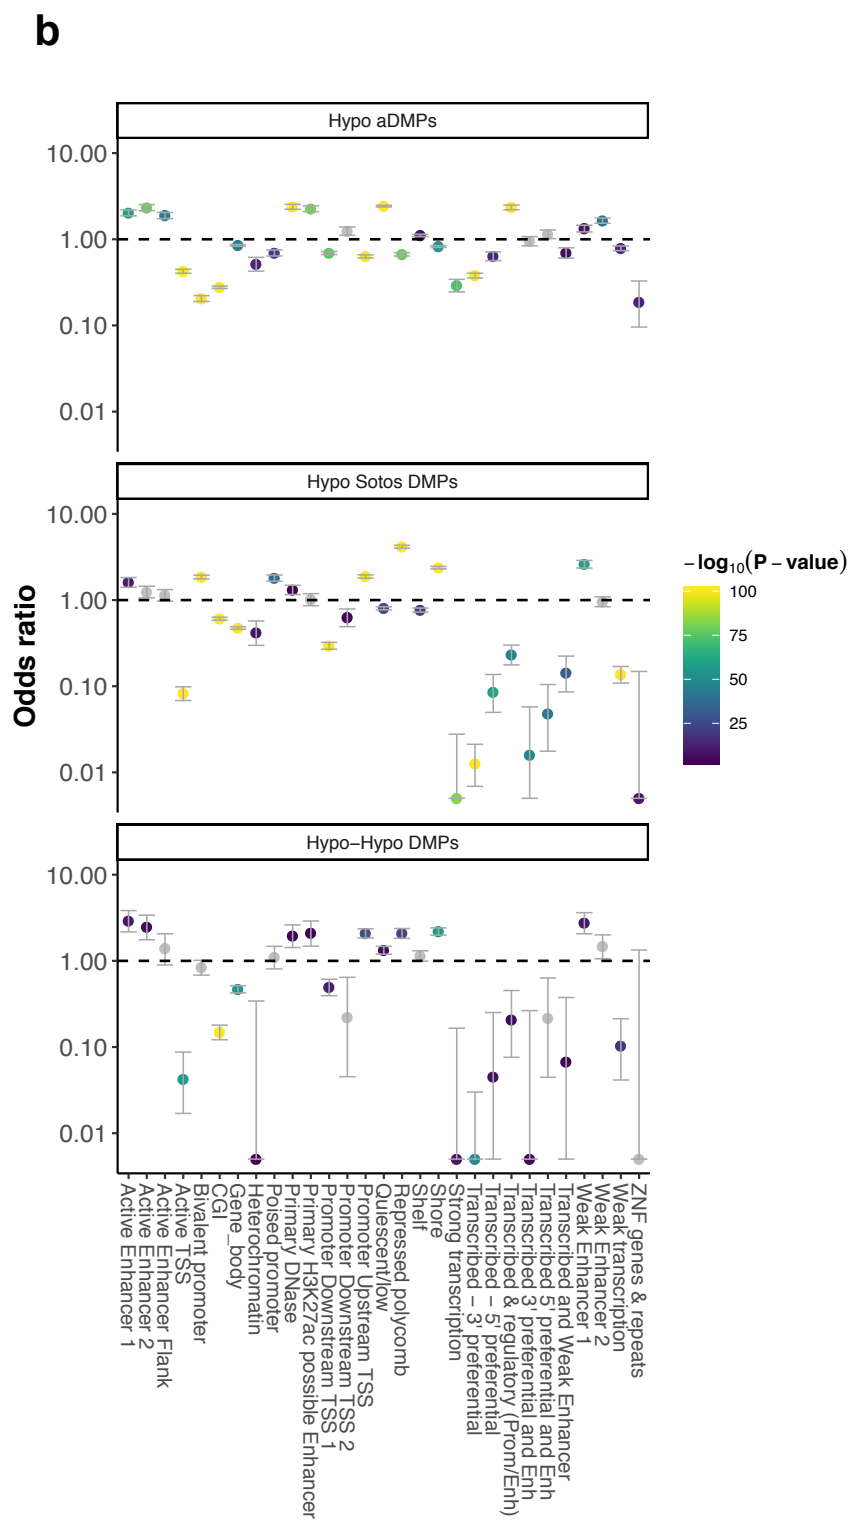 b
Hypo aDMPs
10.00
1.00
0.10
0.01
Hypo Sotos DMPs
10.00
1.00
0.10
0.01
Hypo−Hypo DMPs
10.00
1.00
0.10
0.01
Odds ratio
Active Enhancer 1
Active Enhancer 2
Active Enhancer Flank
Active TSS
Bivalent promoter
CGI
Gene_body
Heterochromatin
Poised promoter
Primary DNase
Primary H3K27ac possible Enhancer
Promoter Downstream TSS 1
Promoter Downstream TSS 2
Promoter Upstream TSS
Quiescent/low
Repressed polycomb
Shelf
Shore
Strong transcription
Transcribed − 3' preferential
Transcribed − 5' preferential
Transcribed & regulatory (Prom/Enh)
Transcribed 3' preferential and Enh
Transcribed 5' preferential and Enh
Transcribed and Weak Enhancer
Weak Enhancer 1
Weak Enhancer 2
Weak transcription
ZNF genes & repeats
−log₁₀(P − value)
100
75
50
25